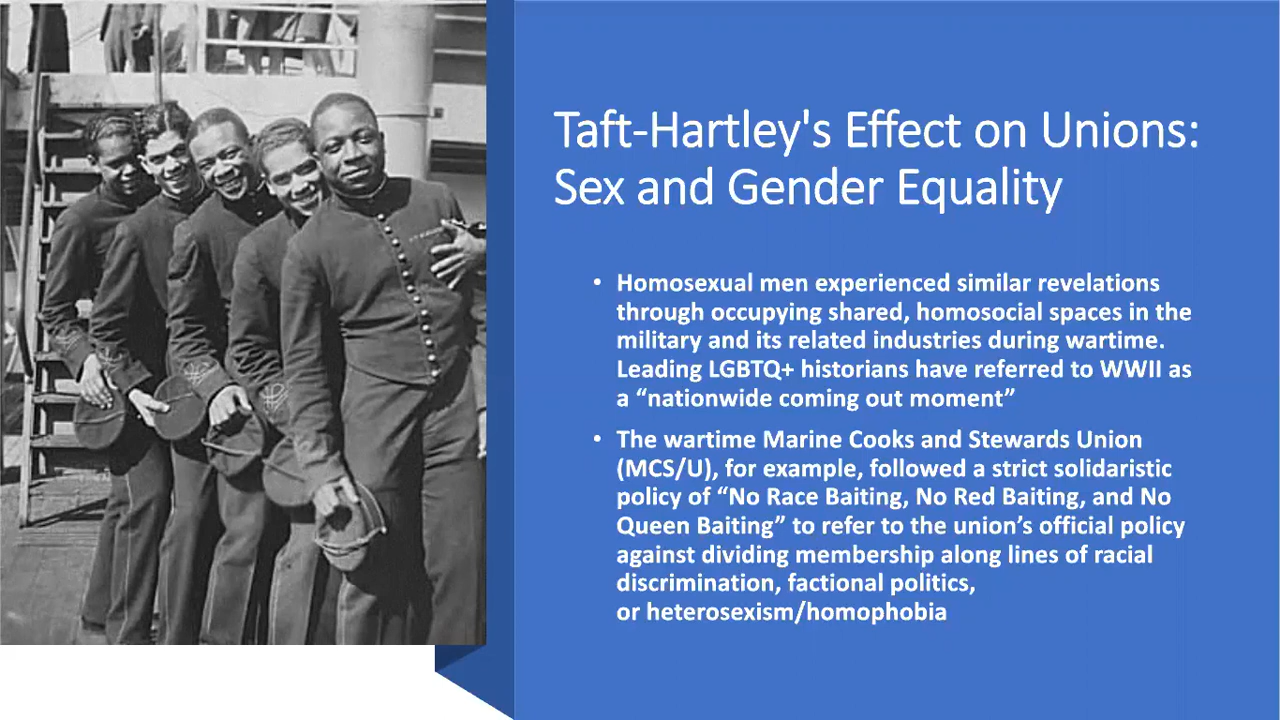 Taft-Hartley's Effect on Unions:
Sex and Gender Equality
• Homosexual men experienced similar revelations
through occupying shared, homosocial spaces in the
military and its related industries during wartime.
Leading LGBTQ+ historians have referred to WWII as
a “nationwide coming out moment”
• The wartime Marine Cooks and Stewards Union
(MCS/U), for example, followed a strict solidaristic
policy of “No Race Baiting, No Red Baiting, and No
Queen Baiting” to refer to the union’s official policy
against dividing membership along lines of racial
discrimination, factional politics,
or heterosexism/homophobia